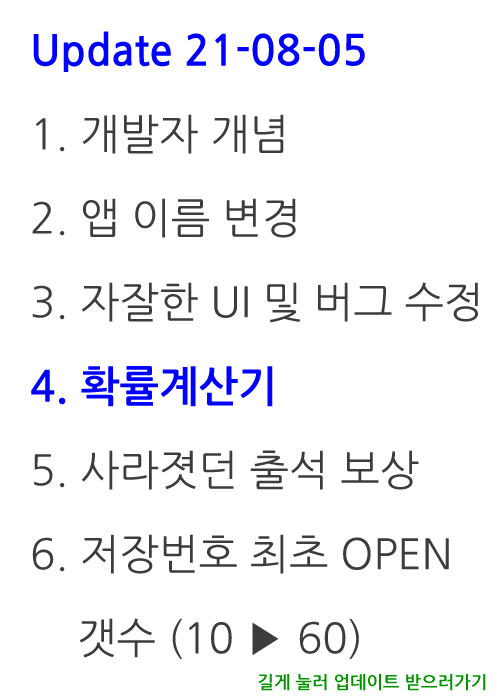 Update 21-08-05
1. 개발자 개념
2. 앱 이름 변경
3. 자잘한 UI 및 버그 수정
4. 확률계산기
5. 사라졋던 출석 보상
6. 저장번호 최초 OPEN
갯수 (10 ▶ 60)
길게 눌러 업데이트 받으러가기